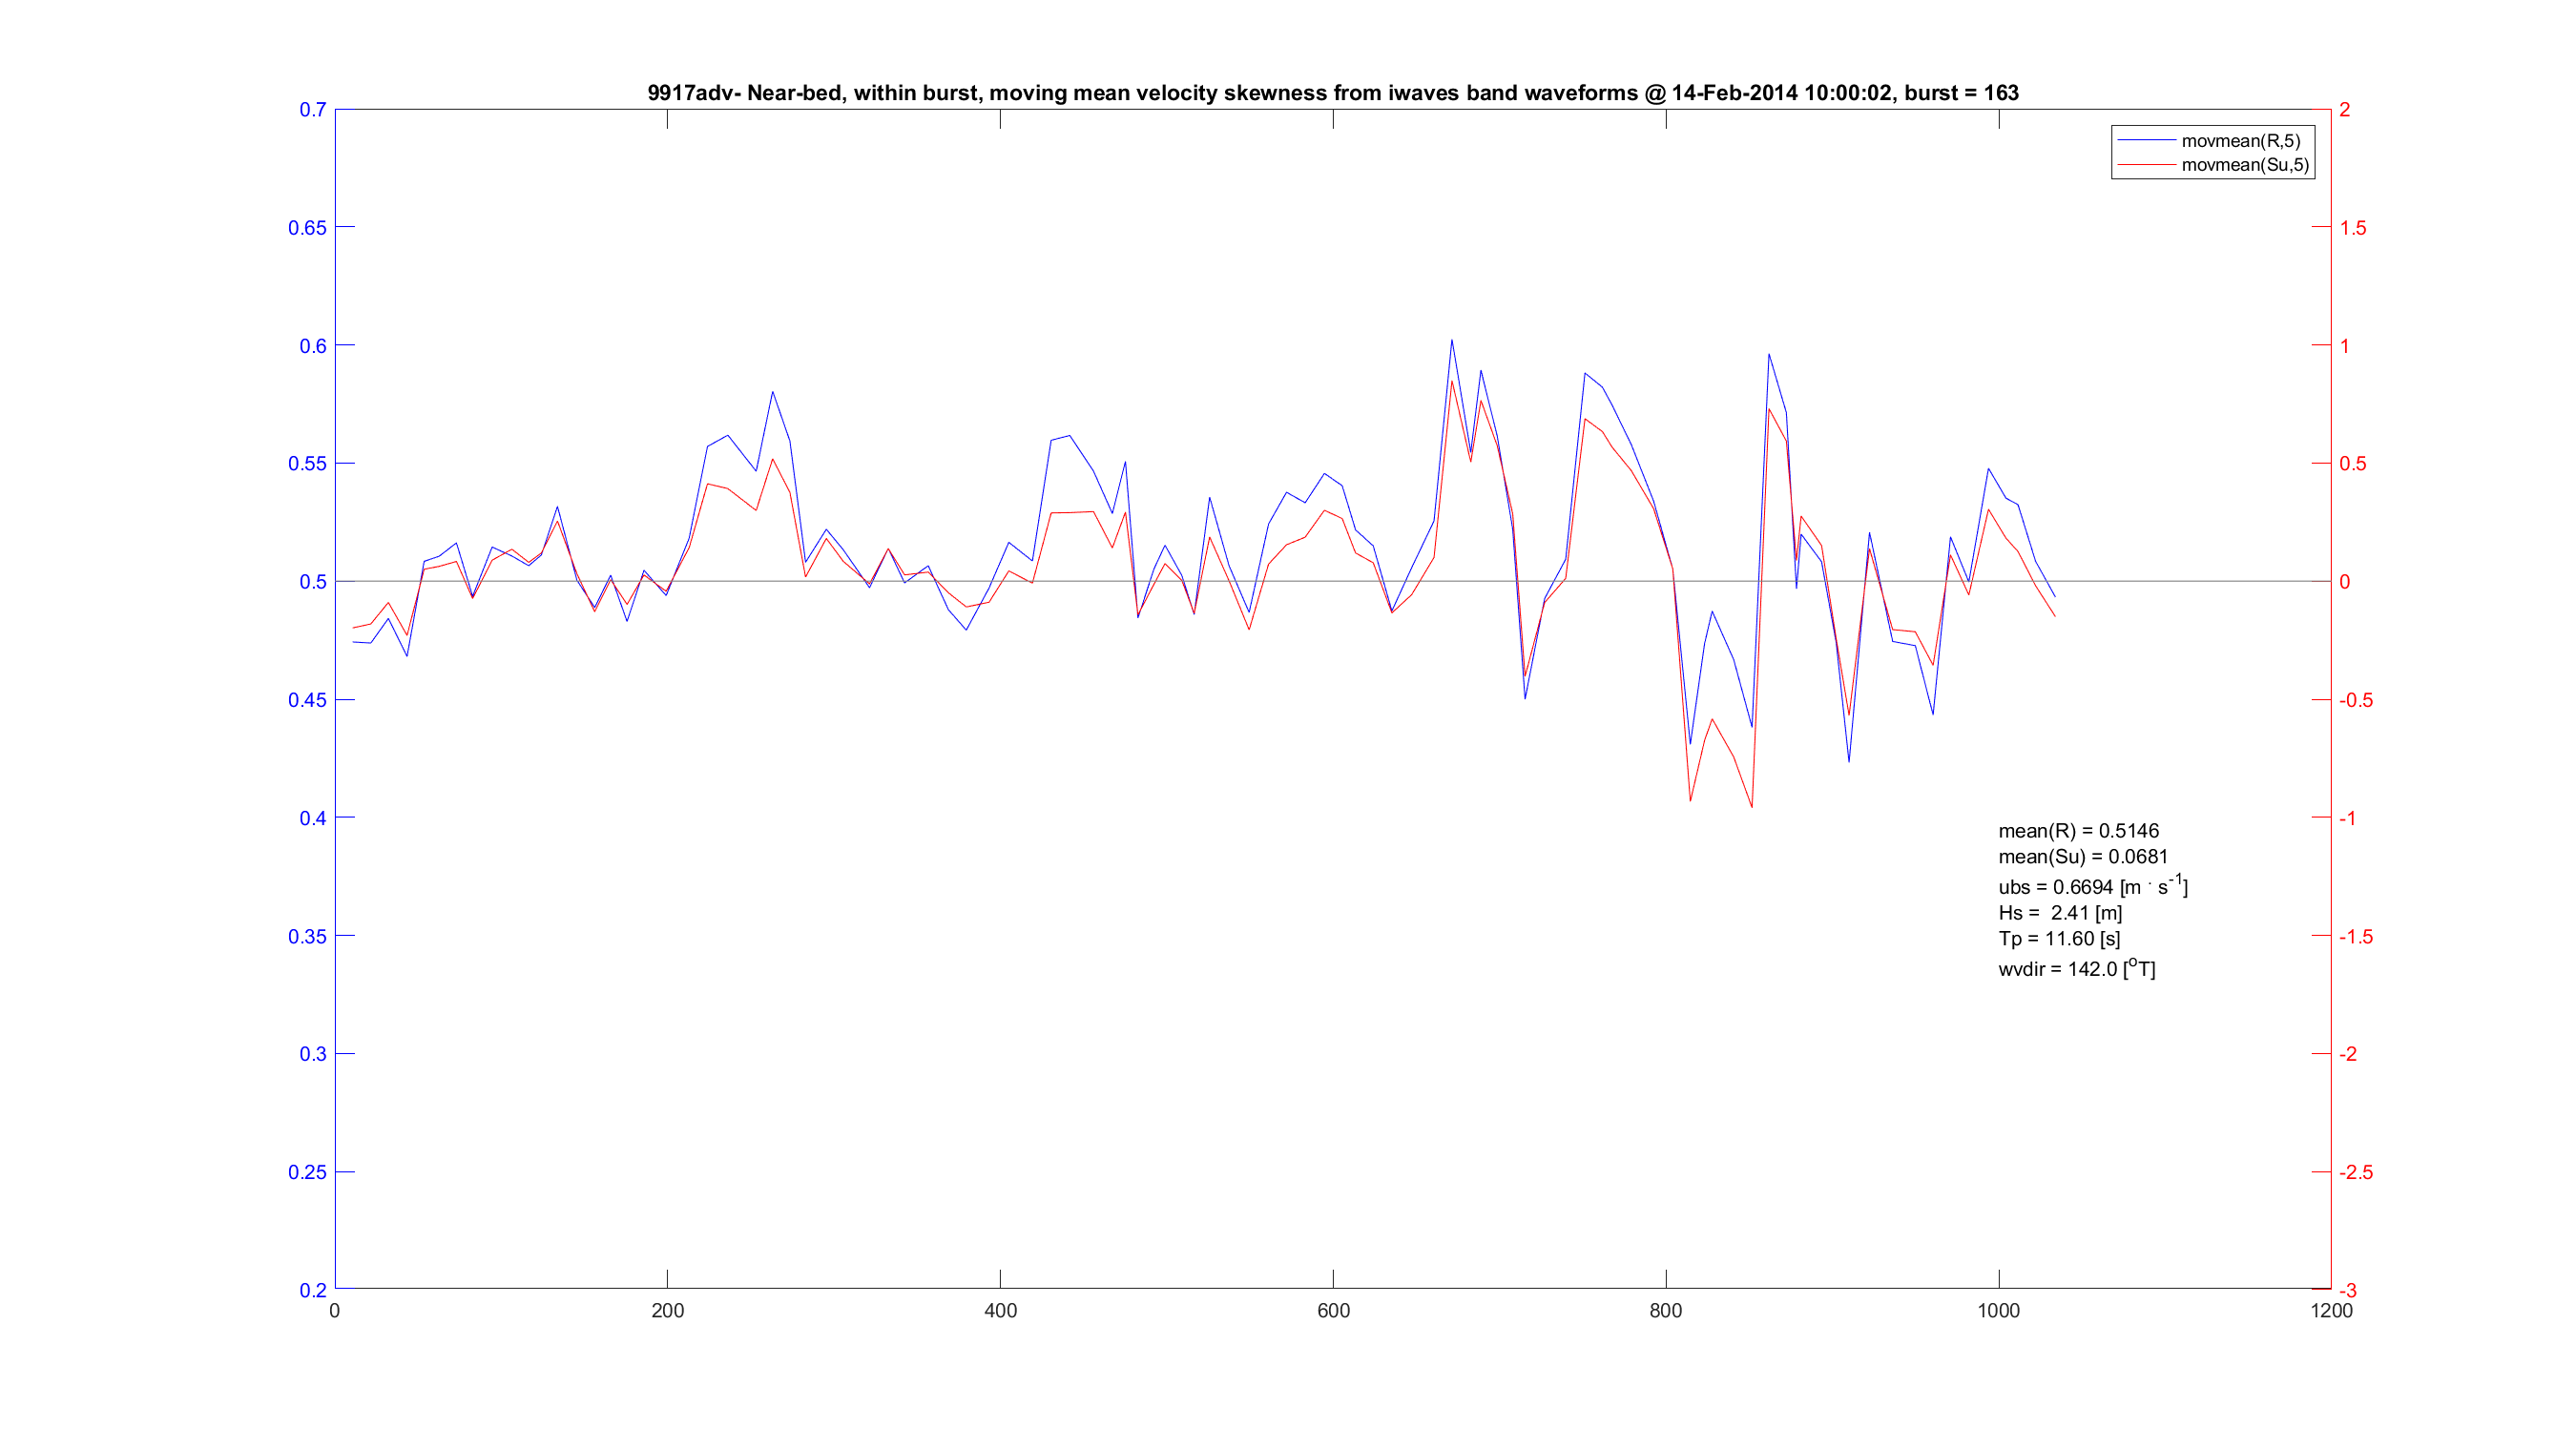 9917adv- Near-bed, within burst, moving mean velocity skewness from iwaves band waveforms @ 14-Feb-2014 10:00:02, burst = 163
0.7
0.65
0.6
0.55
0.5
0.45
0.4
0.35
0.3
0.25
0.2
2
1.5
1
0.5
0
-0.5
-1
-1.5
-2
-2.5
-3
movmean(R,5)
movmean(Su,5)
mean(R) = 0.5146
mean(Su) = 0.0681
ubs = 0.6694 [m · s^-1]
Hs = 2.41 [m]
Tp = 11.60 [s]
wvdir = 142.0 [°T]
0 200 400 600 800 1000 1200